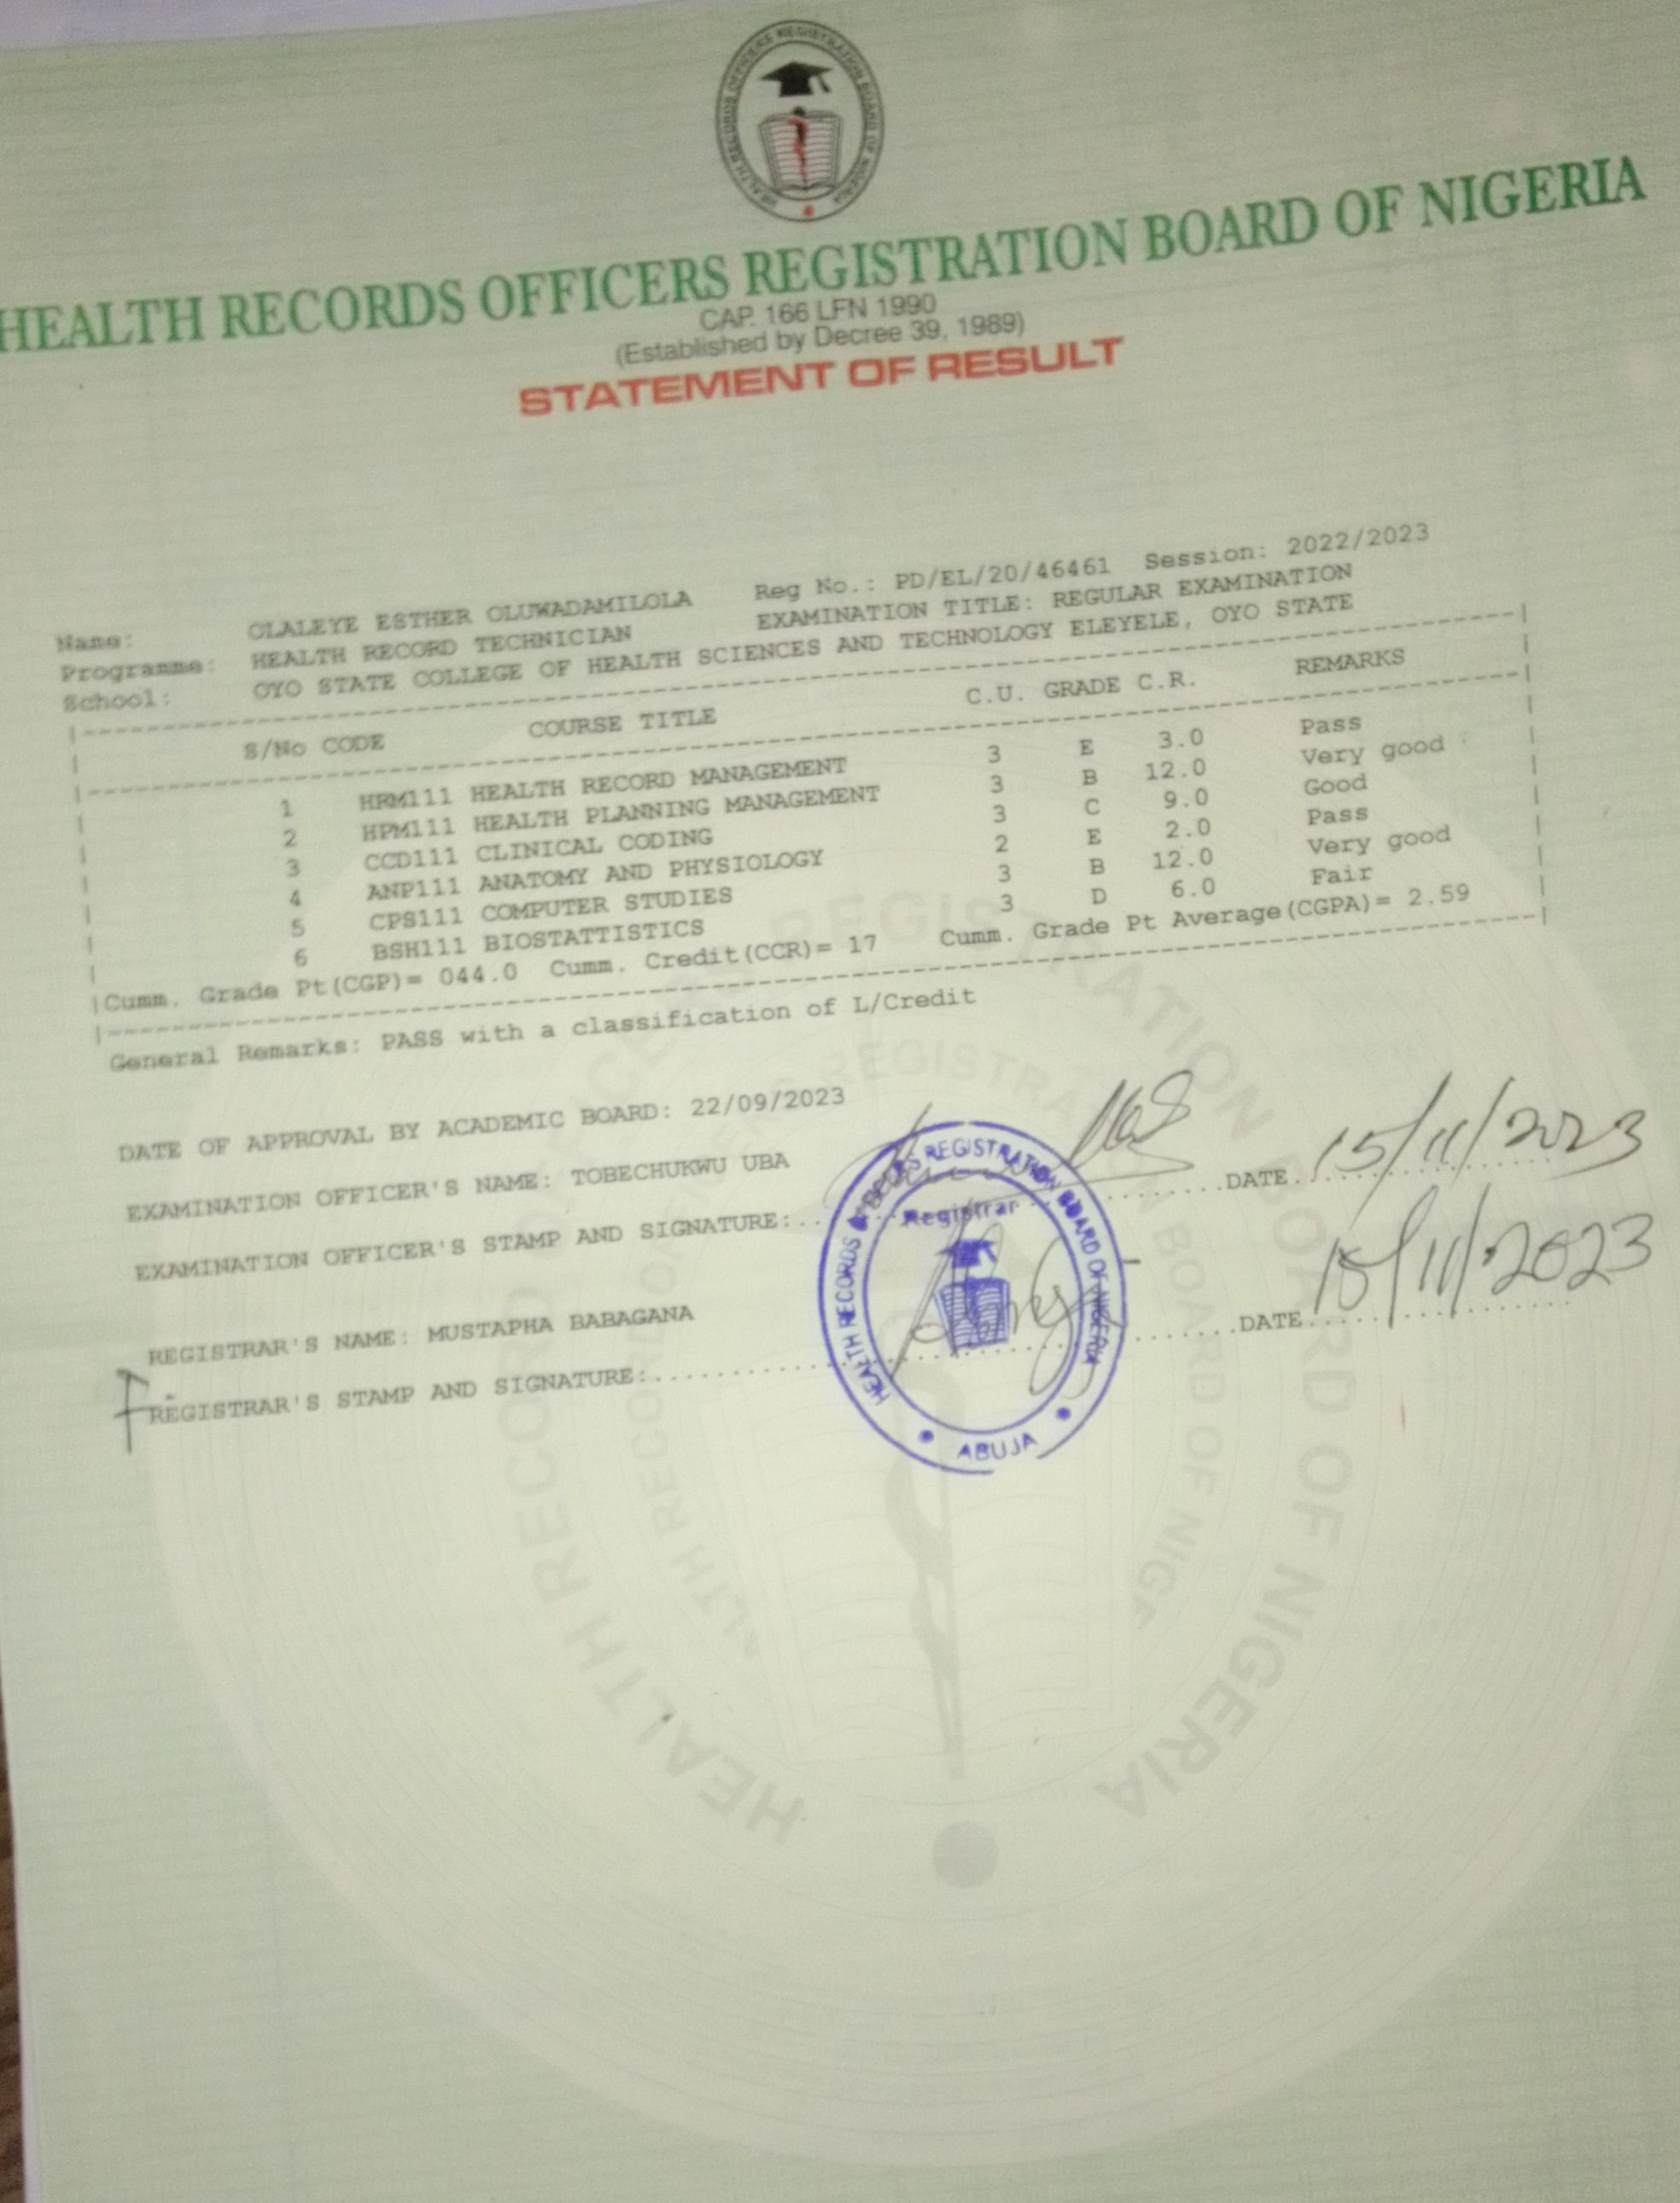 HEALTH RECORDS OFFICERS REGISTRATION BOARD OF NIGERIA
HEALTH RECORDS OFFICERS REGISTRATION BOARD OF NIGERIA
CAP. 166 LFN 1990
(Established by Decree 39, 1989)
STATEMENT OF RESULT
Name: OLALEYE ESTHER OLUWADAMILOLA Reg No.: PD/EL/20/46461 Session: 2022/2023
Programme: HEALTH RECORD TECHNICIAN EXAMINATION TITLE: REGULAR EXAMINATION
School: OYO STATE COLLEGE OF HEALTH SCIENCES AND TECHNOLOGY ELEYELE, OYO STATE
S/No CODE COURSE TITLE C.U. GRADE C.R. REMARKS
1 HRM111 HEALTH RECORD MANAGEMENT 3 E 3.0 Pass
2 HPM111 HEALTH PLANNING MANAGEMENT 3 B 12.0 Very good
3 CCD111 CLINICAL CODING 3 C 9.0 Good
4 ANP111 ANATOMY AND PHYSIOLOGY 2 E 2.0 Pass
5 CPS111 COMPUTER STUDIES 3 B 12.0 Very good
6 BSH111 BIOSTATTISTICS 3 D 6.0 Fair
Cumm. Grade Pt(CGP)= 044.0 Cumm. Credit(CCR)= 17 Cumm. Grade Pt Average(CGPA)= 2.59
General Remarks: PASS with a classification of L/Credit
DATE OF APPROVAL BY ACADEMIC BOARD: 22/09/2023
EXAMINATION OFFICER'S NAME: TOBECHUKWU UBA
EXAMINATION OFFICER'S STAMP AND SIGNATURE: DATE 15/11/2023
REGISTRAR'S NAME: MUSTAPHA BABAGANA
F REGISTRAR'S STAMP AND SIGNATURE: DATE 15/11/2023
HEALTH RECORDS REGISTRATION BOARD OF NIGERIA
Registrar
ABUJA